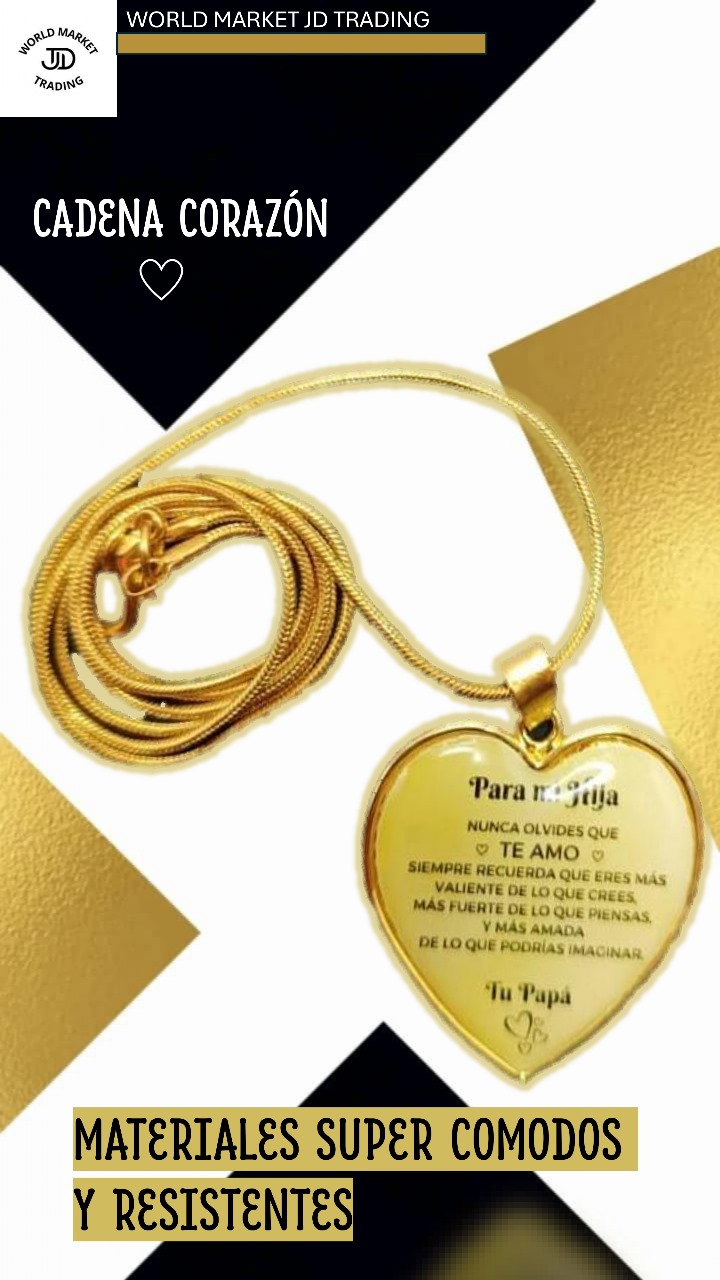 WORLD MARKET JD TRADING
WORLD MARKET
JD
TRADING
CADENA CORAZÓN
Para mi Hija
NUNCA OLVIDES QUE
TE AMO
SIEMPRE RECUERDA QUE ERES MÁS
VALIENTE DE LO QUE CREES,
MÁS FUERTE DE LO QUE PIENSAS,
Y MÁS AMADA
DE LO QUE PODRÍAS IMAGINAR.
Tu Papá
MATERIALES SUPER COMODOS
Y RESISTENTES